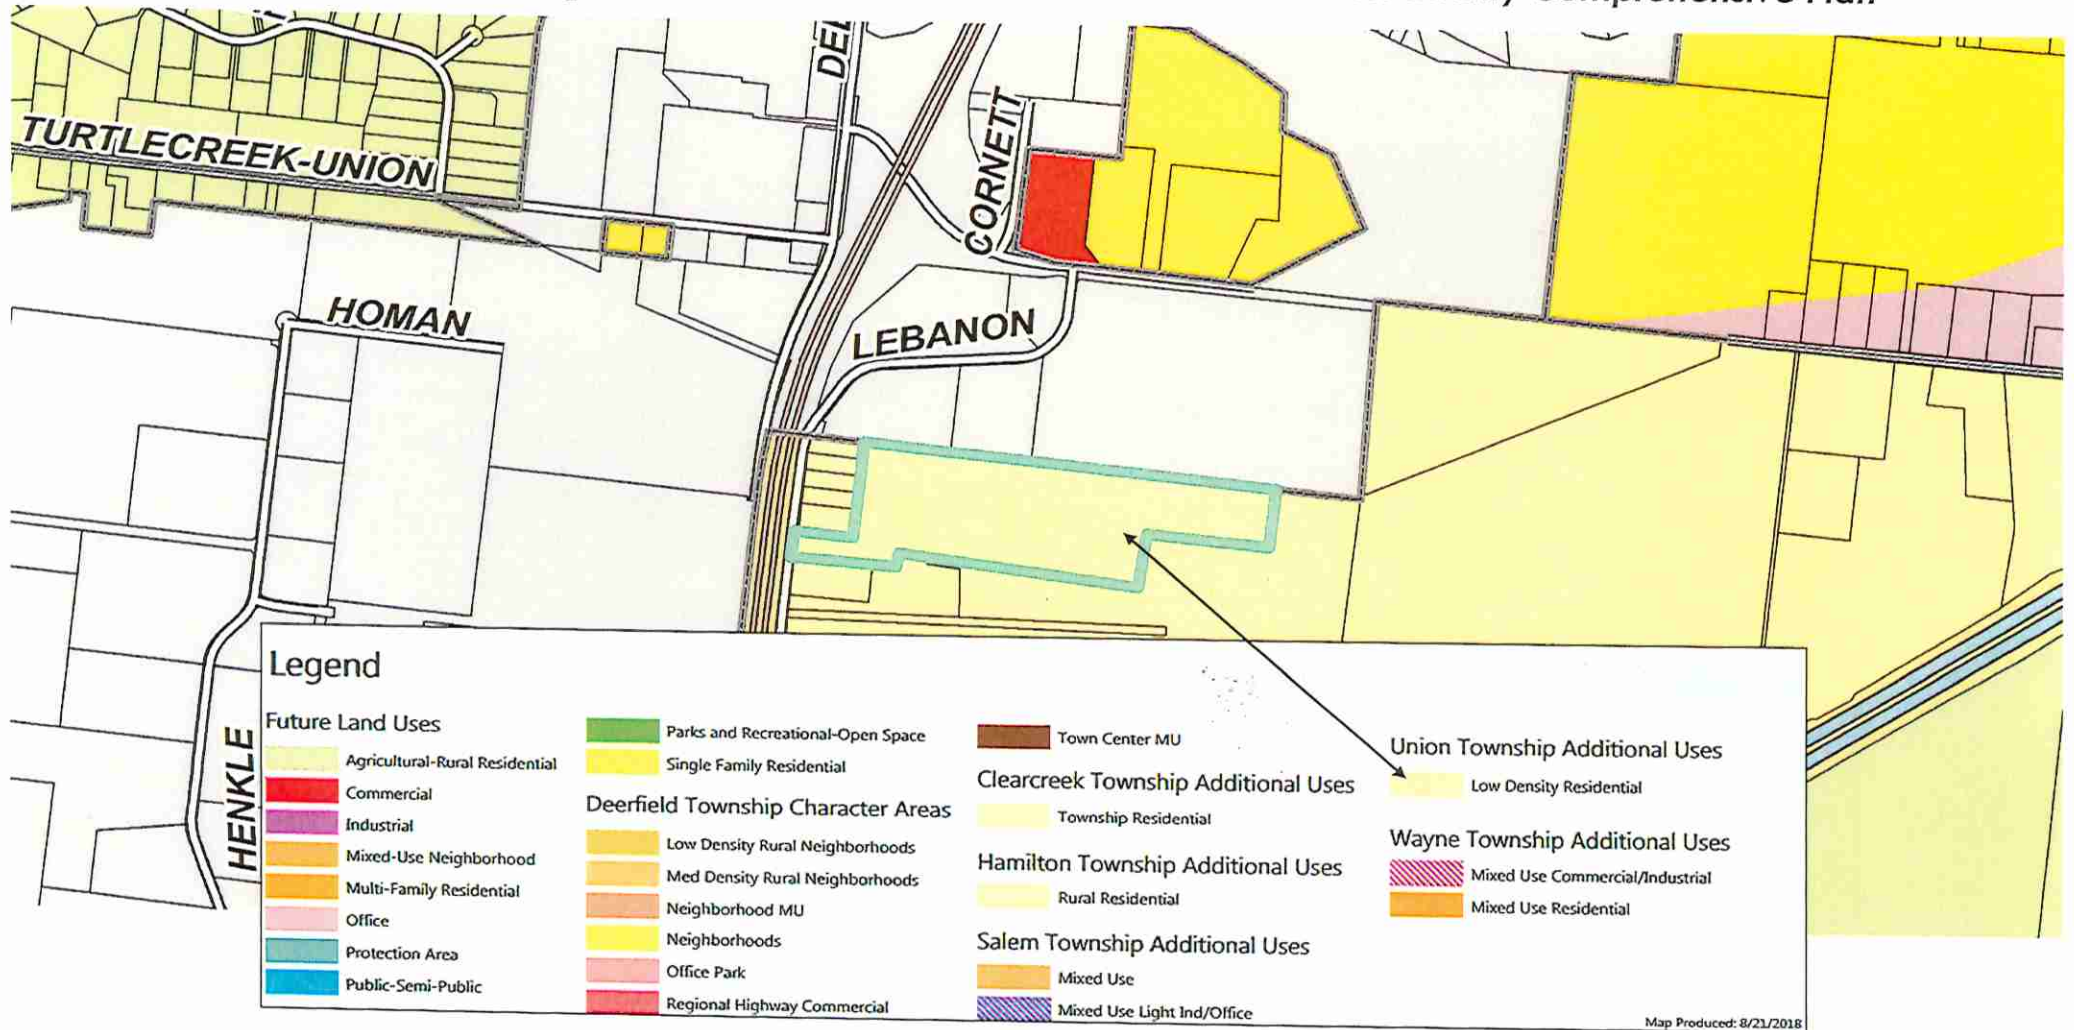 Comprehensive Plan
DEL
CORNETT
TURTLECREEK-UNION
HOMAN
LEBANON
HENKLE
Legend
Future Land Uses
Agricultural-Rural Residential
Commercial
Industrial
Mixed-Use Neighborhood
Multi-Family Residential
Office
Protection Area
Public-Semi-Public
Parks and Recreational-Open Space
Single Family Residential
Deerfield Township Character Areas
Low Density Rural Neighborhoods
Med Density Rural Neighborhoods
Neighborhood MU
Neighborhoods
Office Park
Regional Highway Commercial
Town Center MU
Clearcreek Township Additional Uses
Township Residential
Hamilton Township Additional Uses
Rural Residential
Salem Township Additional Uses
Mixed Use
Mixed Use Light Ind/Office
Union Township Additional Uses
Low Density Residential
Wayne Township Additional Uses
Mixed Use Commercial/Industrial
Mixed Use Residential
Map Produced: 8/21/2018